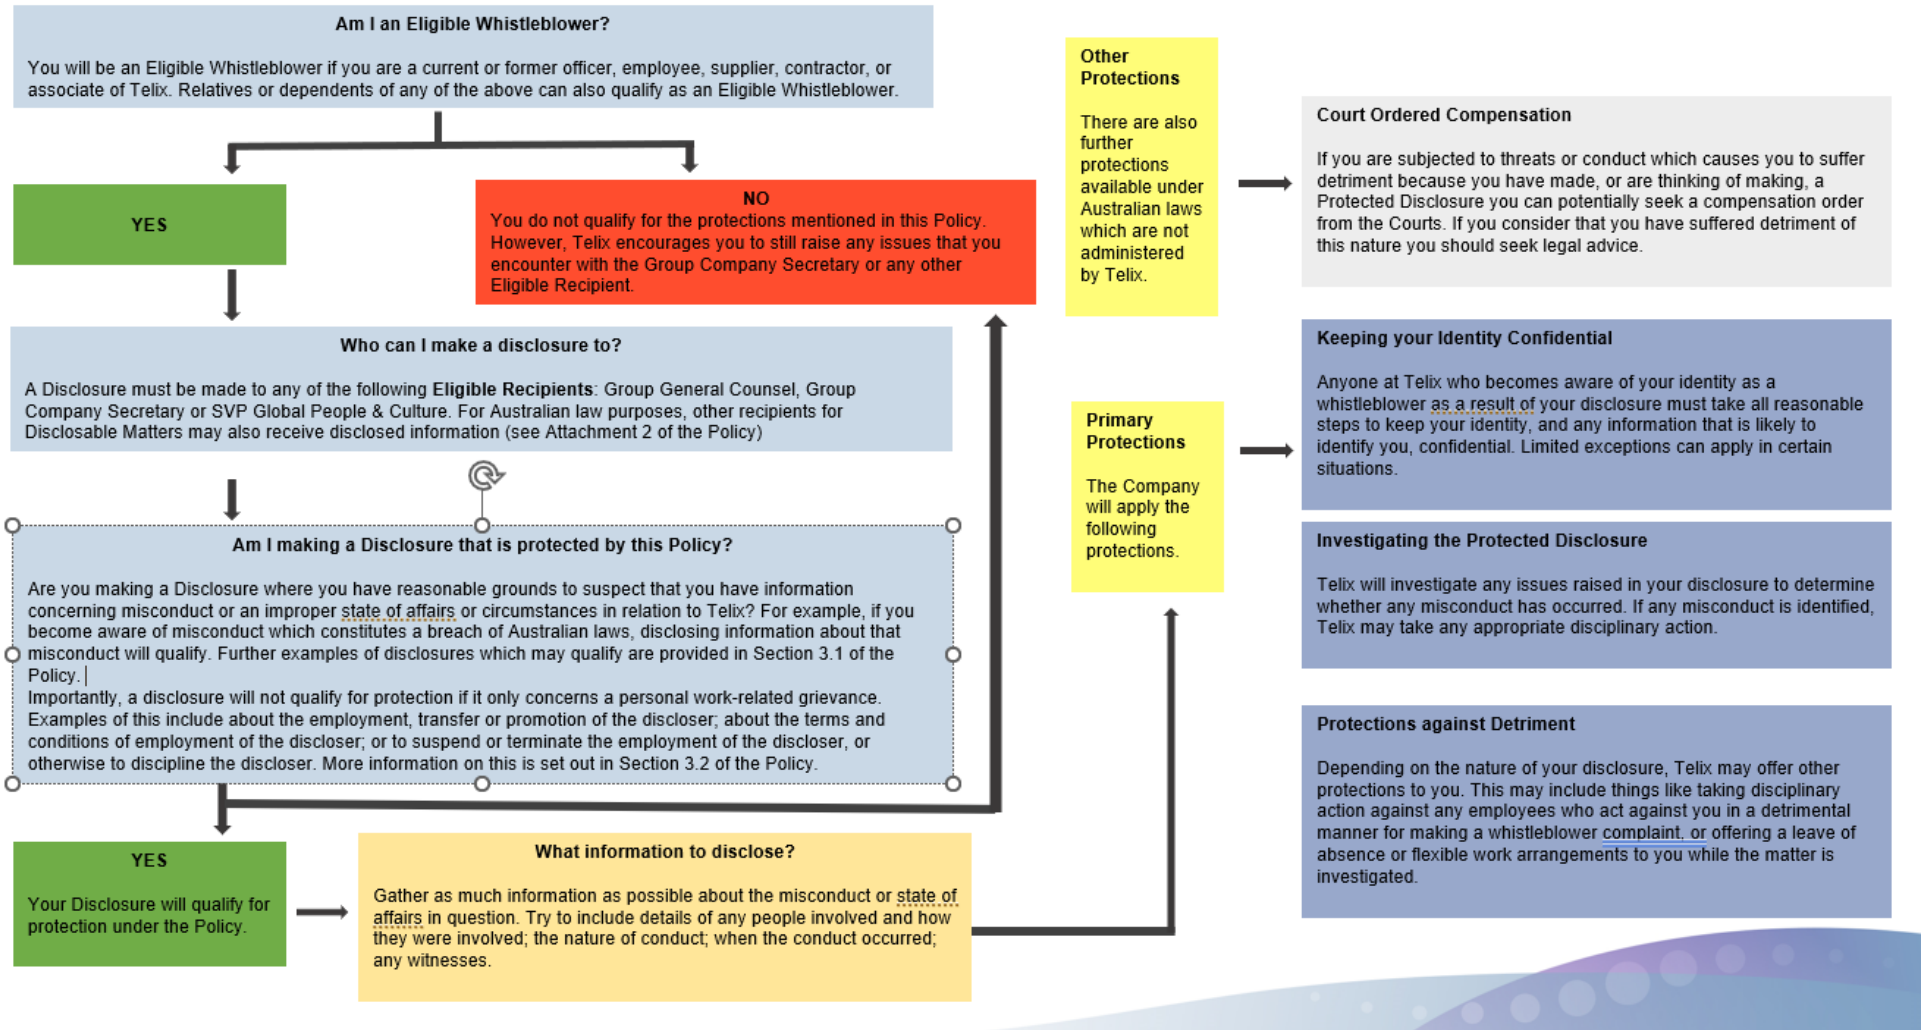 Am I an Eligible Whistleblower?
You will be an Eligible Whistleblower if you are a current or former officer, employee, supplier, contractor, or
associate of Telix. Relatives or dependents of any of the above can also qualify as an Eligible Whistleblower.
YES
NO
You do not qualify for the protections mentioned in this Policy.
However, Telix encourages you to still raise any issues that you
encounter with the Group Company Secretary or any other
Eligible Recipient.
Who can I make a disclosure to?
A Disclosure must be made to any of the following Eligible Recipients: Group General Counsel, Group
Company Secretary or SVP Global People & Culture. For Australian law purposes, other recipients for
Disclosable Matters may also receive disclosed information (see Attachment 2 of the Policy)
Am I making a Disclosure that is protected by this Policy?
Are you making a Disclosure where you have reasonable grounds to suspect that you have information
concerning misconduct or an improper state of affairs or circumstances in relation to Telix? For example, if you
become aware of misconduct which constitutes a breach of Australian laws, disclosing information about that
misconduct will qualify. Further examples of disclosures which may qualify are provided in Section 3.1 of the
Policy.
Importantly, a disclosure will not qualify for protection if it only concerns a personal work-related grievance.
Examples of this include about the employment, transfer or promotion of the discloser; about the terms and
conditions of employment of the discloser; or to suspend or terminate the employment of the discloser, or
otherwise to discipline the discloser. More information on this is set out in Section 3.2 of the Policy.
YES
Your Disclosure will qualify for
protection under the Policy.
What information to disclose?
Gather as much information as possible about the misconduct or state of
affairs in question. Try to include details of any people involved and how
they were involved; the nature of conduct; when the conduct occurred;
any witnesses.
Other
Protections
There are also
further
protections
available under
Australian laws
which are not
administered
by Telix.
Court Ordered Compensation
If you are subjected to threats or conduct which causes you to suffer
detriment because you have made, or are thinking of making, a
Protected Disclosure you can potentially seek a compensation order
from the Courts. If you consider that you have suffered detriment of
this nature you should seek legal advice.
Primary
Protections
The Company
will apply the
following
protections.
Keeping your Identity Confidential
Anyone at Telix who becomes aware of your identity as a
whistleblower as a result of your disclosure must take all reasonable
steps to keep your identity, and any information that is likely to
identify you, confidential. Limited exceptions can apply in certain
situations.
Investigating the Protected Disclosure
Telix will investigate any issues raised in your disclosure to determine
whether any misconduct has occurred. If any misconduct is identified,
Telix may take any appropriate disciplinary action.
Protections against Detriment
Depending on the nature of your disclosure, Telix may offer other
protections to you. This may include things like taking disciplinary
action against any employees who act against you in a detrimental
manner for making a whistleblower complaint, or offering a leave of
absence or flexible work arrangements to you while the matter is
investigated.